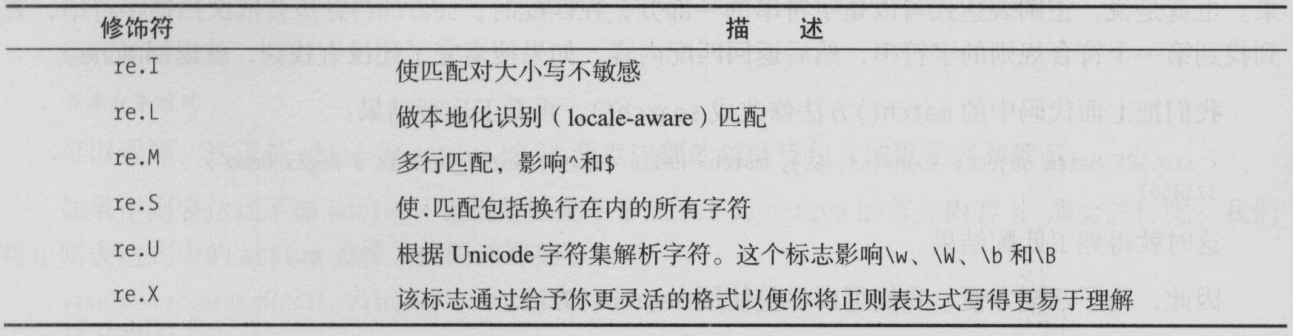 修饰符 描 述
re.I 使匹配对大小写不敏感
re.L 做本地化识别（locale-aware）匹配
re.M 多行匹配，影响^和$
re.S 使.匹配包括换行在内的所有字符
re.U 根据 Unicode 字符集解析字符。这个标志影响\w、\W、\b 和\B
re.X 该标志通过给予你更灵活的格式以便你将正则表达式写得更易于理解